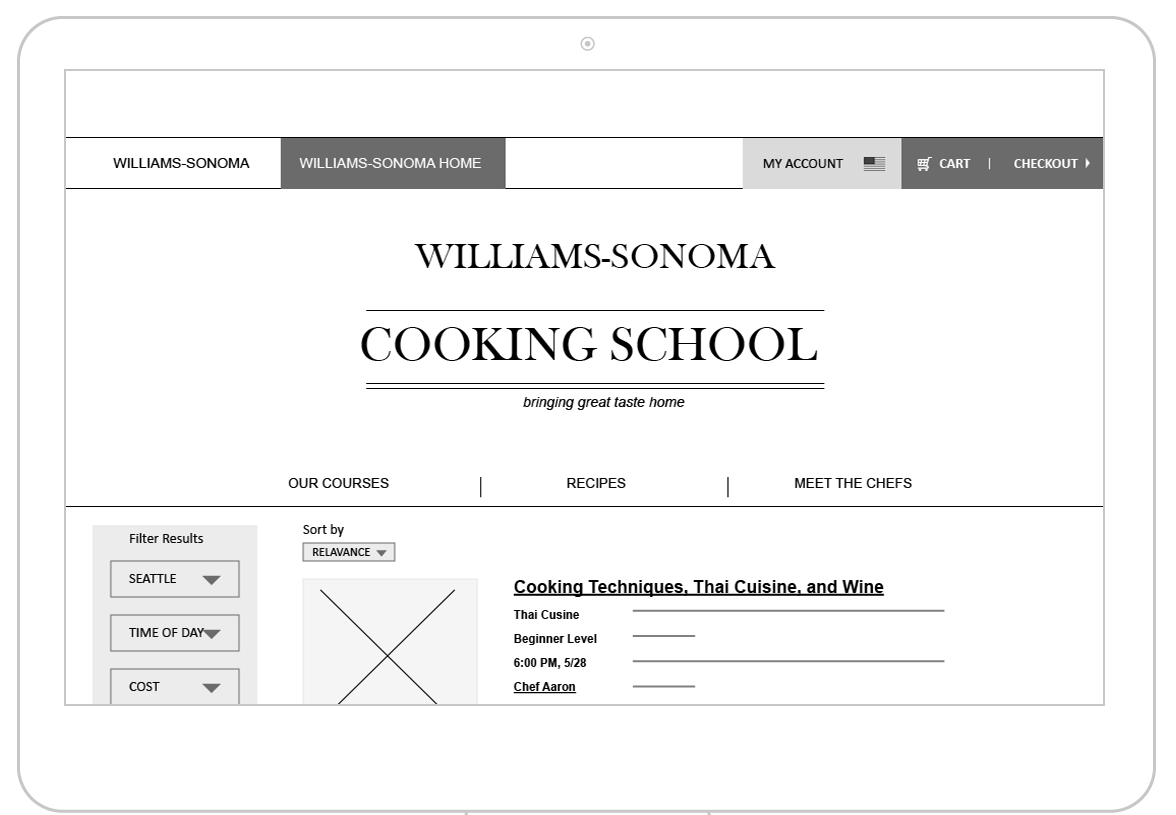 WILLIAMS-SONOMA WILLIAMS-SONOMA HOME MY ACCOUNT CART | CHECKOUT
WILLIAMS-SONOMA
COOKING SCHOOL
bringing great taste home
OUR COURSES | RECIPES | MEET THE CHEFS
Filter Results
SEATTLE
TIME OF DAY
COST
Sort by
RELAVANCE
Cooking Techniques, Thai Cuisine, and Wine
Thai Cusine
Beginner Level
6:00 PM, 5/28
Chef Aaron